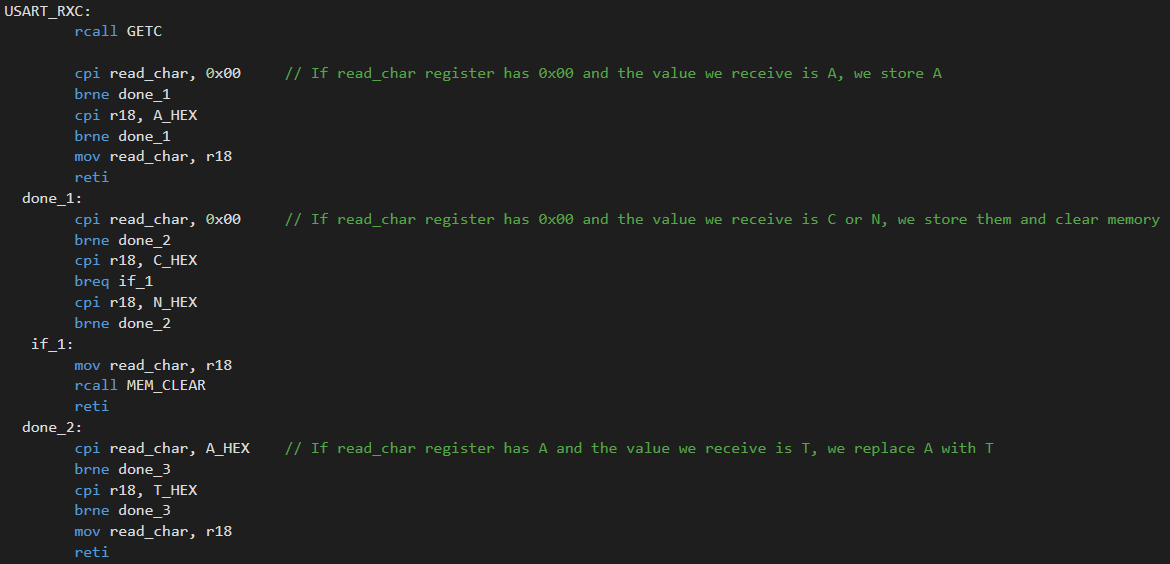 USART_RXC:
rcall GETC
cpi read_char, 0x00 // If read_char register has 0x00 and the value we receive is A, we store A
brne done_1
cpi r18, A_HEX
brne done_1
mov read_char, r18
reti
done_1:
cpi read_char, 0x00 // If read_char register has 0x00 and the value we receive is C or N, we store them and clear memory
brne done_2
cpi r18, C_HEX
breq if_1
cpi r18, N_HEX
brne done_2
if_1:
mov read_char, r18
rcall MEM_CLEAR
reti
done_2:
cpi read_char, A_HEX // If read_char register has A and the value we receive is T, we replace A with T
brne done_3
cpi r18, T_HEX
brne done_3
mov read_char, r18
reti